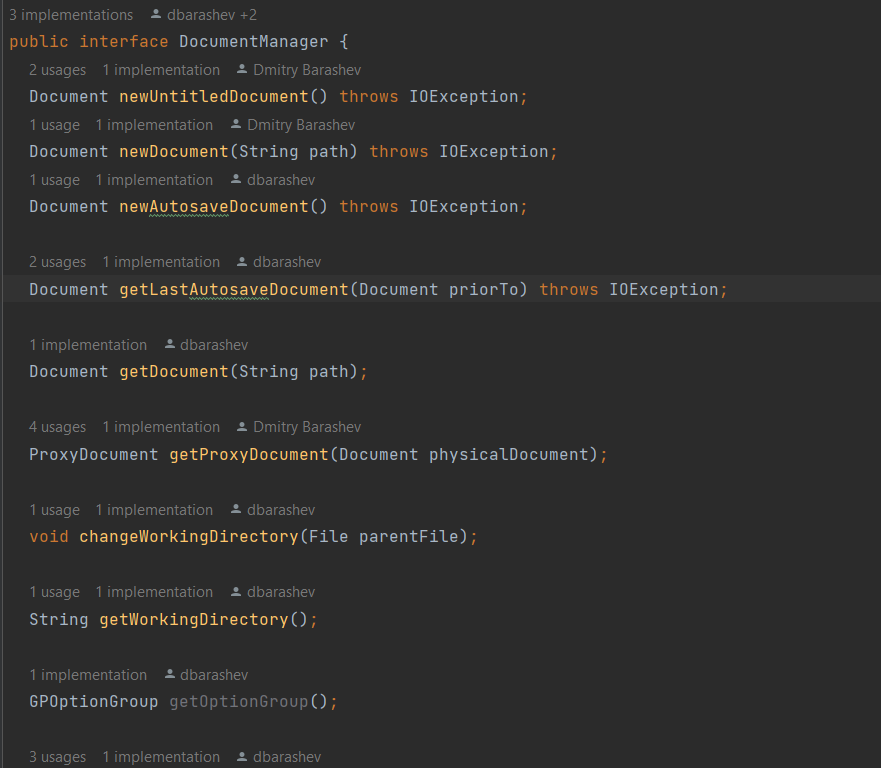 3 implementations dbarashev +2
public interface DocumentManager {
2 usages 1 implementation Dmitry Barashev
Document newUntitledDocument() throws IOException;
1 usage 1 implementation Dmitry Barashev
Document newDocument(String path) throws IOException;
1 usage 1 implementation dbarashev
Document newAutosaveDocument() throws IOException;
2 usages 1 implementation dbarashev
Document getLastAutosaveDocument(Document priorTo) throws IOException;
1 implementation dbarashev
Document getDocument(String path);
4 usages 1 implementation Dmitry Barashev
ProxyDocument getProxyDocument(Document physicalDocument);
1 usage 1 implementation dbarashev
void changeWorkingDirectory(File parentFile);
1 usage 1 implementation dbarashev
String getWorkingDirectory();
1 implementation dbarashev
GPOptionGroup getOptionGroup();
3 usages 1 implementation dbarashev